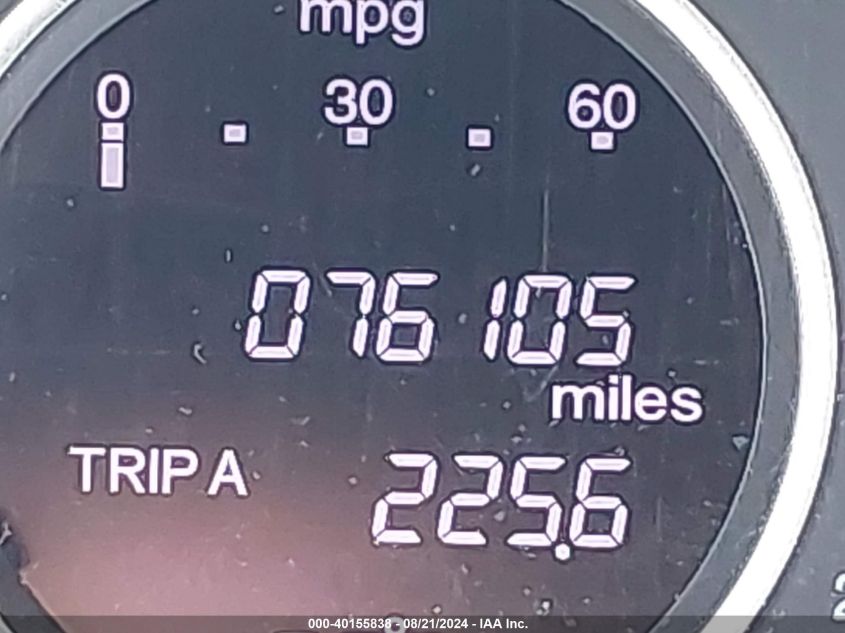 mpg
0 30 60
076105
miles
TRIP A 225.6
000-40155838 - 08/21/2024 - IAA Inc.